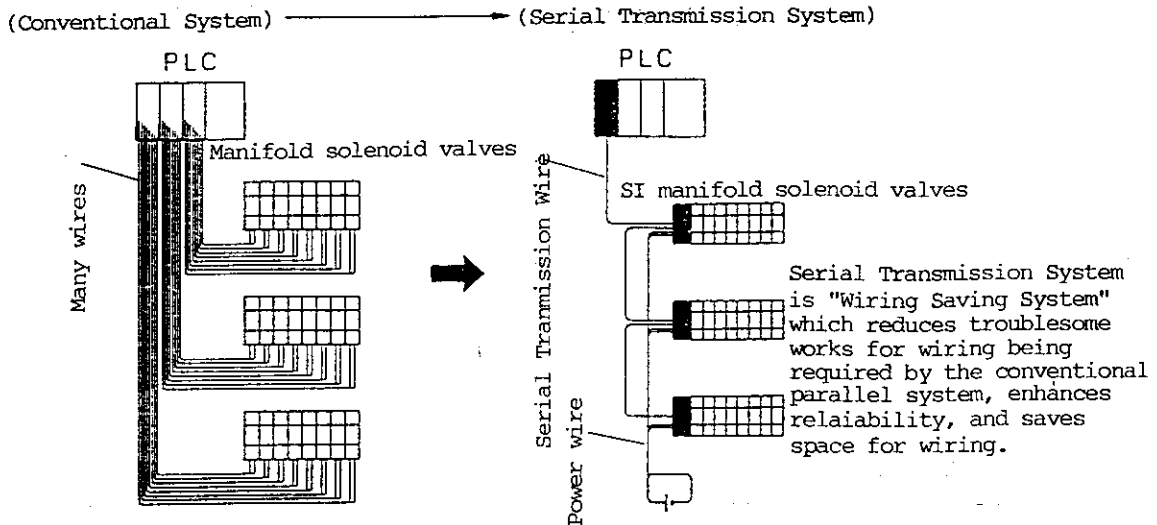 (Conventional System)
(Serial Transmission System)
PLC
PLC
Manifold solenoid valves
Many wires
Serial Tranmission Wire
SI manifold solenoid valves
Serial Transmission System
is "Wiring Saving System"
which reduces troublesome
works for wiring being
required by the conventional
parallel system, enhances
relaiability, and saves
space for wiring.
Power wire